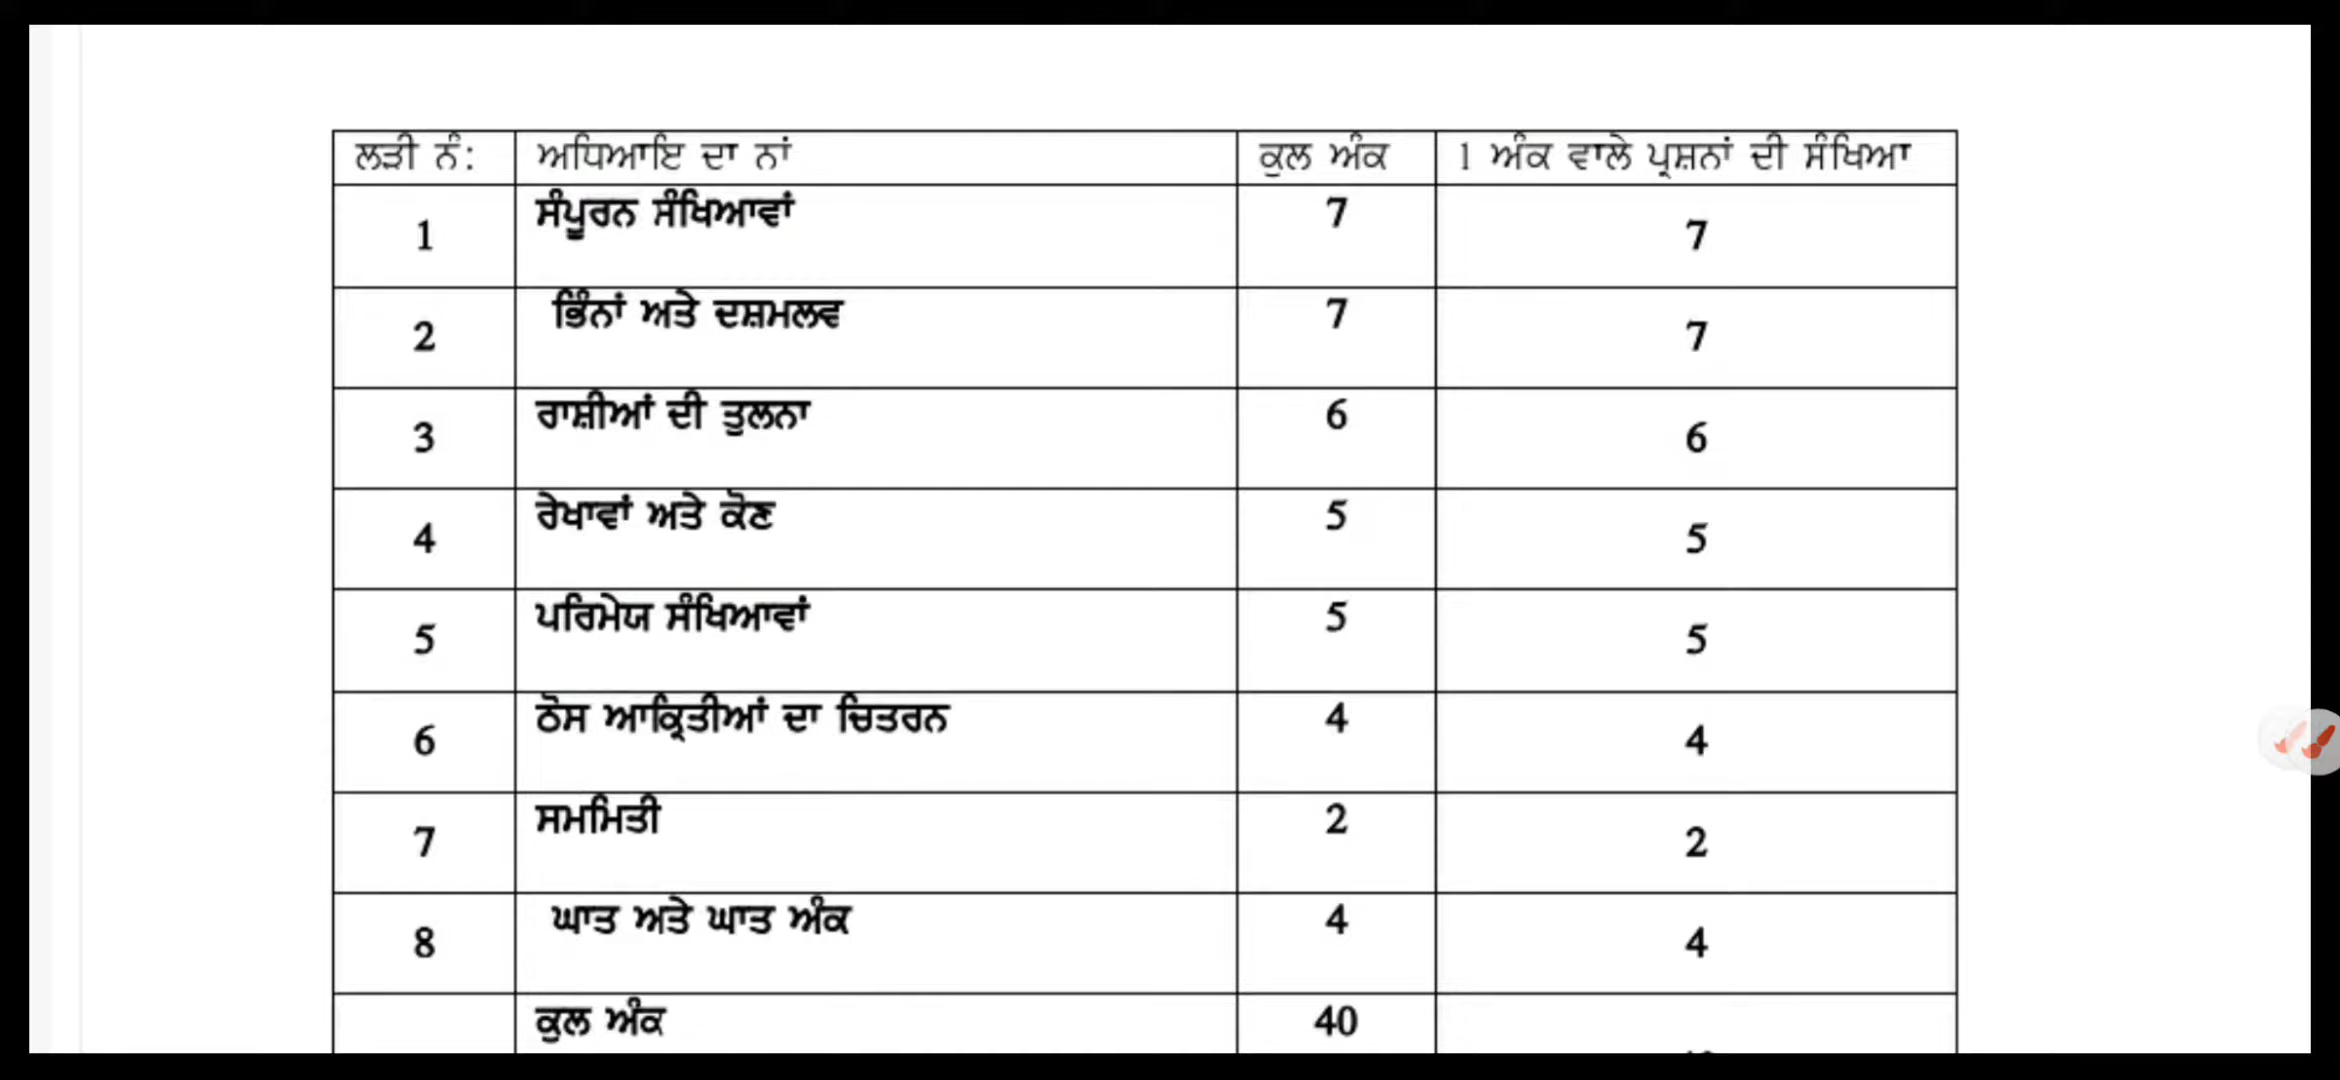 ਲੜੀ ਨੰ: ਅਧਿਆਇ ਦਾ ਨਾਂ ਕੁਲ ਅੰਕ 1 ਅੰਕ ਵਾਲੇ ਪ੍ਰਸ਼ਨਾਂ ਦੀ ਸੰਖਿਆ
1 ਸੰਪੂਰਨ ਸੰਖਿਆਵਾਂ 7 7
2 ਭਿੰਨਾਂ ਅਤੇ ਦਸ਼ਮਲਵ 7 7
3 ਰਾਸ਼ੀਆਂ ਦੀ ਤੁਲਨਾ 6 6
4 ਰੇਖਾਵਾਂ ਅਤੇ ਕੋਣ 5 5
5 ਪਰਿਮੇਯ ਸੰਖਿਆਵਾਂ 5 5
6 ਠੋਸ ਆਕ੍ਰਿਤੀਆਂ ਦਾ ਚਿਤਰਨ 4 4
7 ਸਮਮਿਤੀ 2 2
8 ਘਾਤ ਅਤੇ ਘਾਤ ਅੰਕ 4 4
ਕੁਲ ਅੰਕ 40